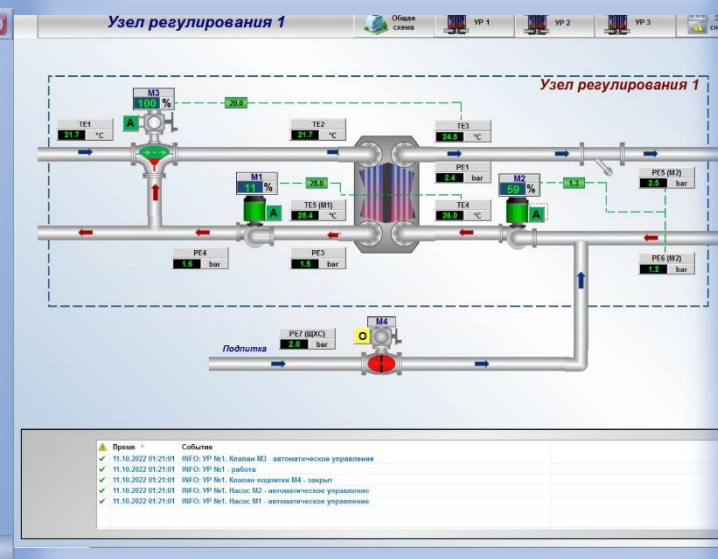 Узел регулирования 1
Общая
схема
УР 1
УР 2
УР 3
Узел регулирования 1
M3
100 %
20.0
A
TE1
21.7 °C
TE2
21.7 °C
TE3
24.5 °C
PE1
2.4 bar
PE5 (M2)
2.5 bar
M1
11 %
28.0
A
TE5 (M1)
25.4 °C
TE4
26.0 °C
M2
59 %
1.3
A
PE4
1.6 bar
PE3
1.5 bar
PE6 (M2)
1.2 bar
M4
O
PE7 (ЩХС)
2.0 bar
Подпитка
Время Событие
11.10.2022 01:21:01 INFO: УР №1. Клапан М3 - автоматическое управление
11.10.2022 01:21:01 INFO: УР №1 - работа
11.10.2022 01:21:01 INFO: УР №1. Клапан подпитки М4 - закрыт
11.10.2022 01:21:01 INFO: УР №1. Насос М2 - автоматическое управление
11.10.2022 01:21:01 INFO: УР №1. Насос М1 - автоматическое управление